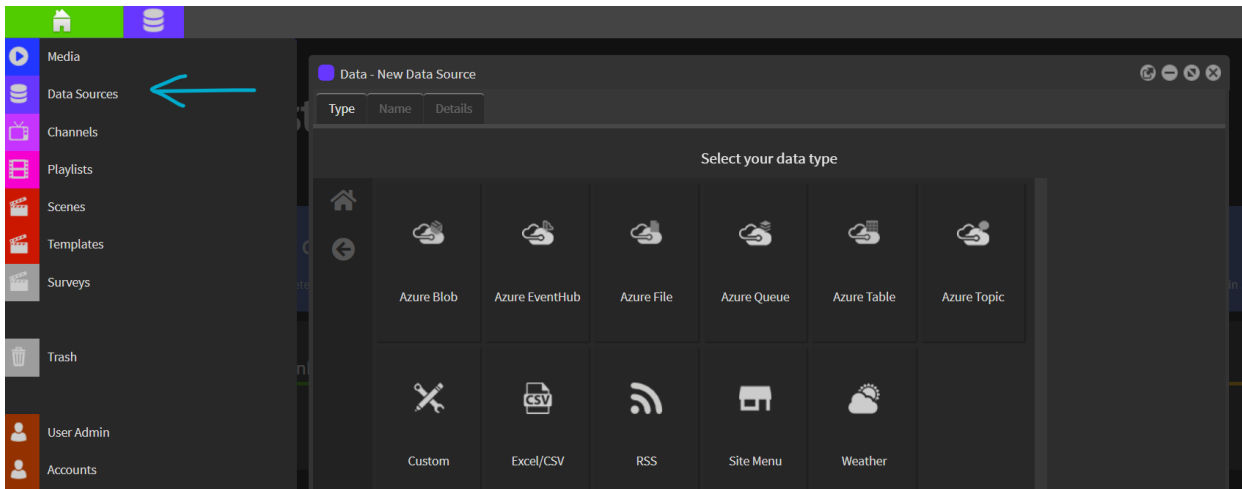 Media
Data Sources
Channels
Playlists
Scenes
Templates
Surveys
Trash
User Admin
Accounts
Data - New Data Source
Type Name Details
Select your data type
Azure Blob Azure EventHub Azure File Azure Queue Azure Table Azure Topic
Custom Excel/CSV RSS Site Menu Weather
CSV